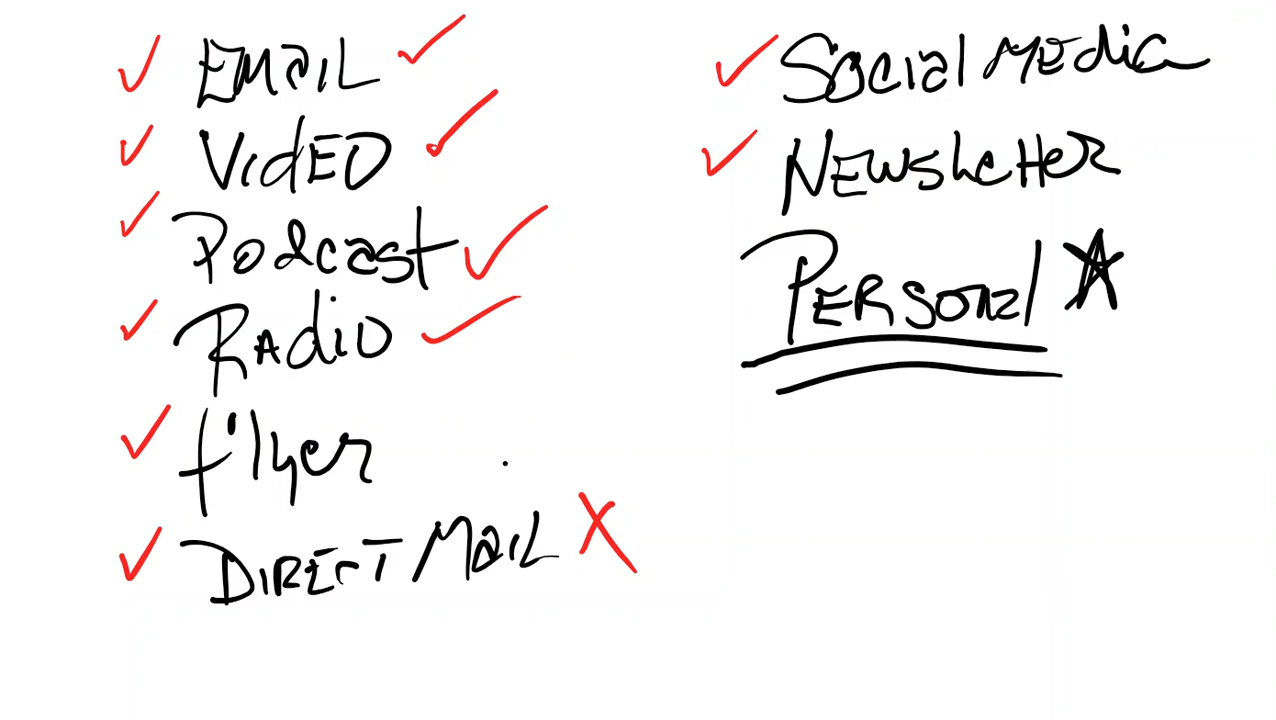 EMAIL
VIDEO
Podcast
RADIO
flyer
DIRECT MAIL
Social MEDia
NEWSletter
PERSONal